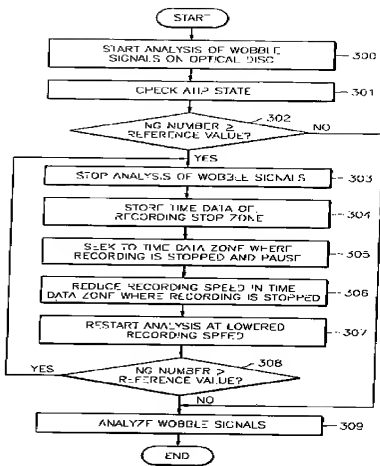 START
START ANALYSIS OF WOBBLE
SIGNALS ON OPTICAL DISC
300
CHECK ATIP STATE
301
302
NG NUMBER ≥
REFERENCE VALUE?
NO
YES
STOP ANALYSIS OF WOBBLE SIGNALS
303
STORE TIME DATA OF
RECORDING STOP ZONE
304
SEEK TO TIME DATA ZONE WHERE
RECORDING IS STOPPED AND PAUSE
305
REDUCE RECORDING SPEED IN TIME
DATA ZONE WHERE RECORDING IS STOPPED
306
RESTART ANALYSIS AT LOWERED
RECORDING SPEED
307
308
YES
NG NUMBER ≥
REFERENCE VALUE?
NO
ANALYZE WOBBLE SIGNALS
309
END